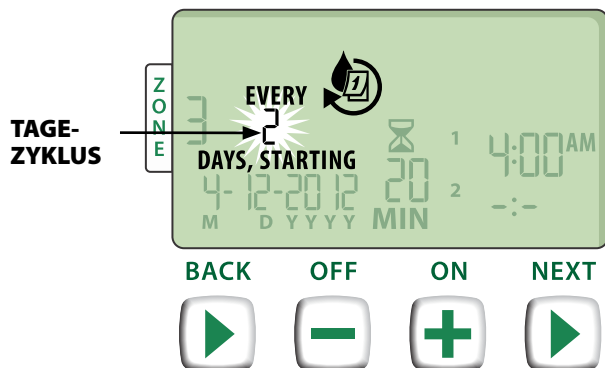 ZONE
3
EVERY
2
DAYS, STARTING
4-12-2012
M D YYYY
20
MIN
1 4:00AM
2 -:-
TAGE-
ZYKLUS
BACK OFF ON NEXT